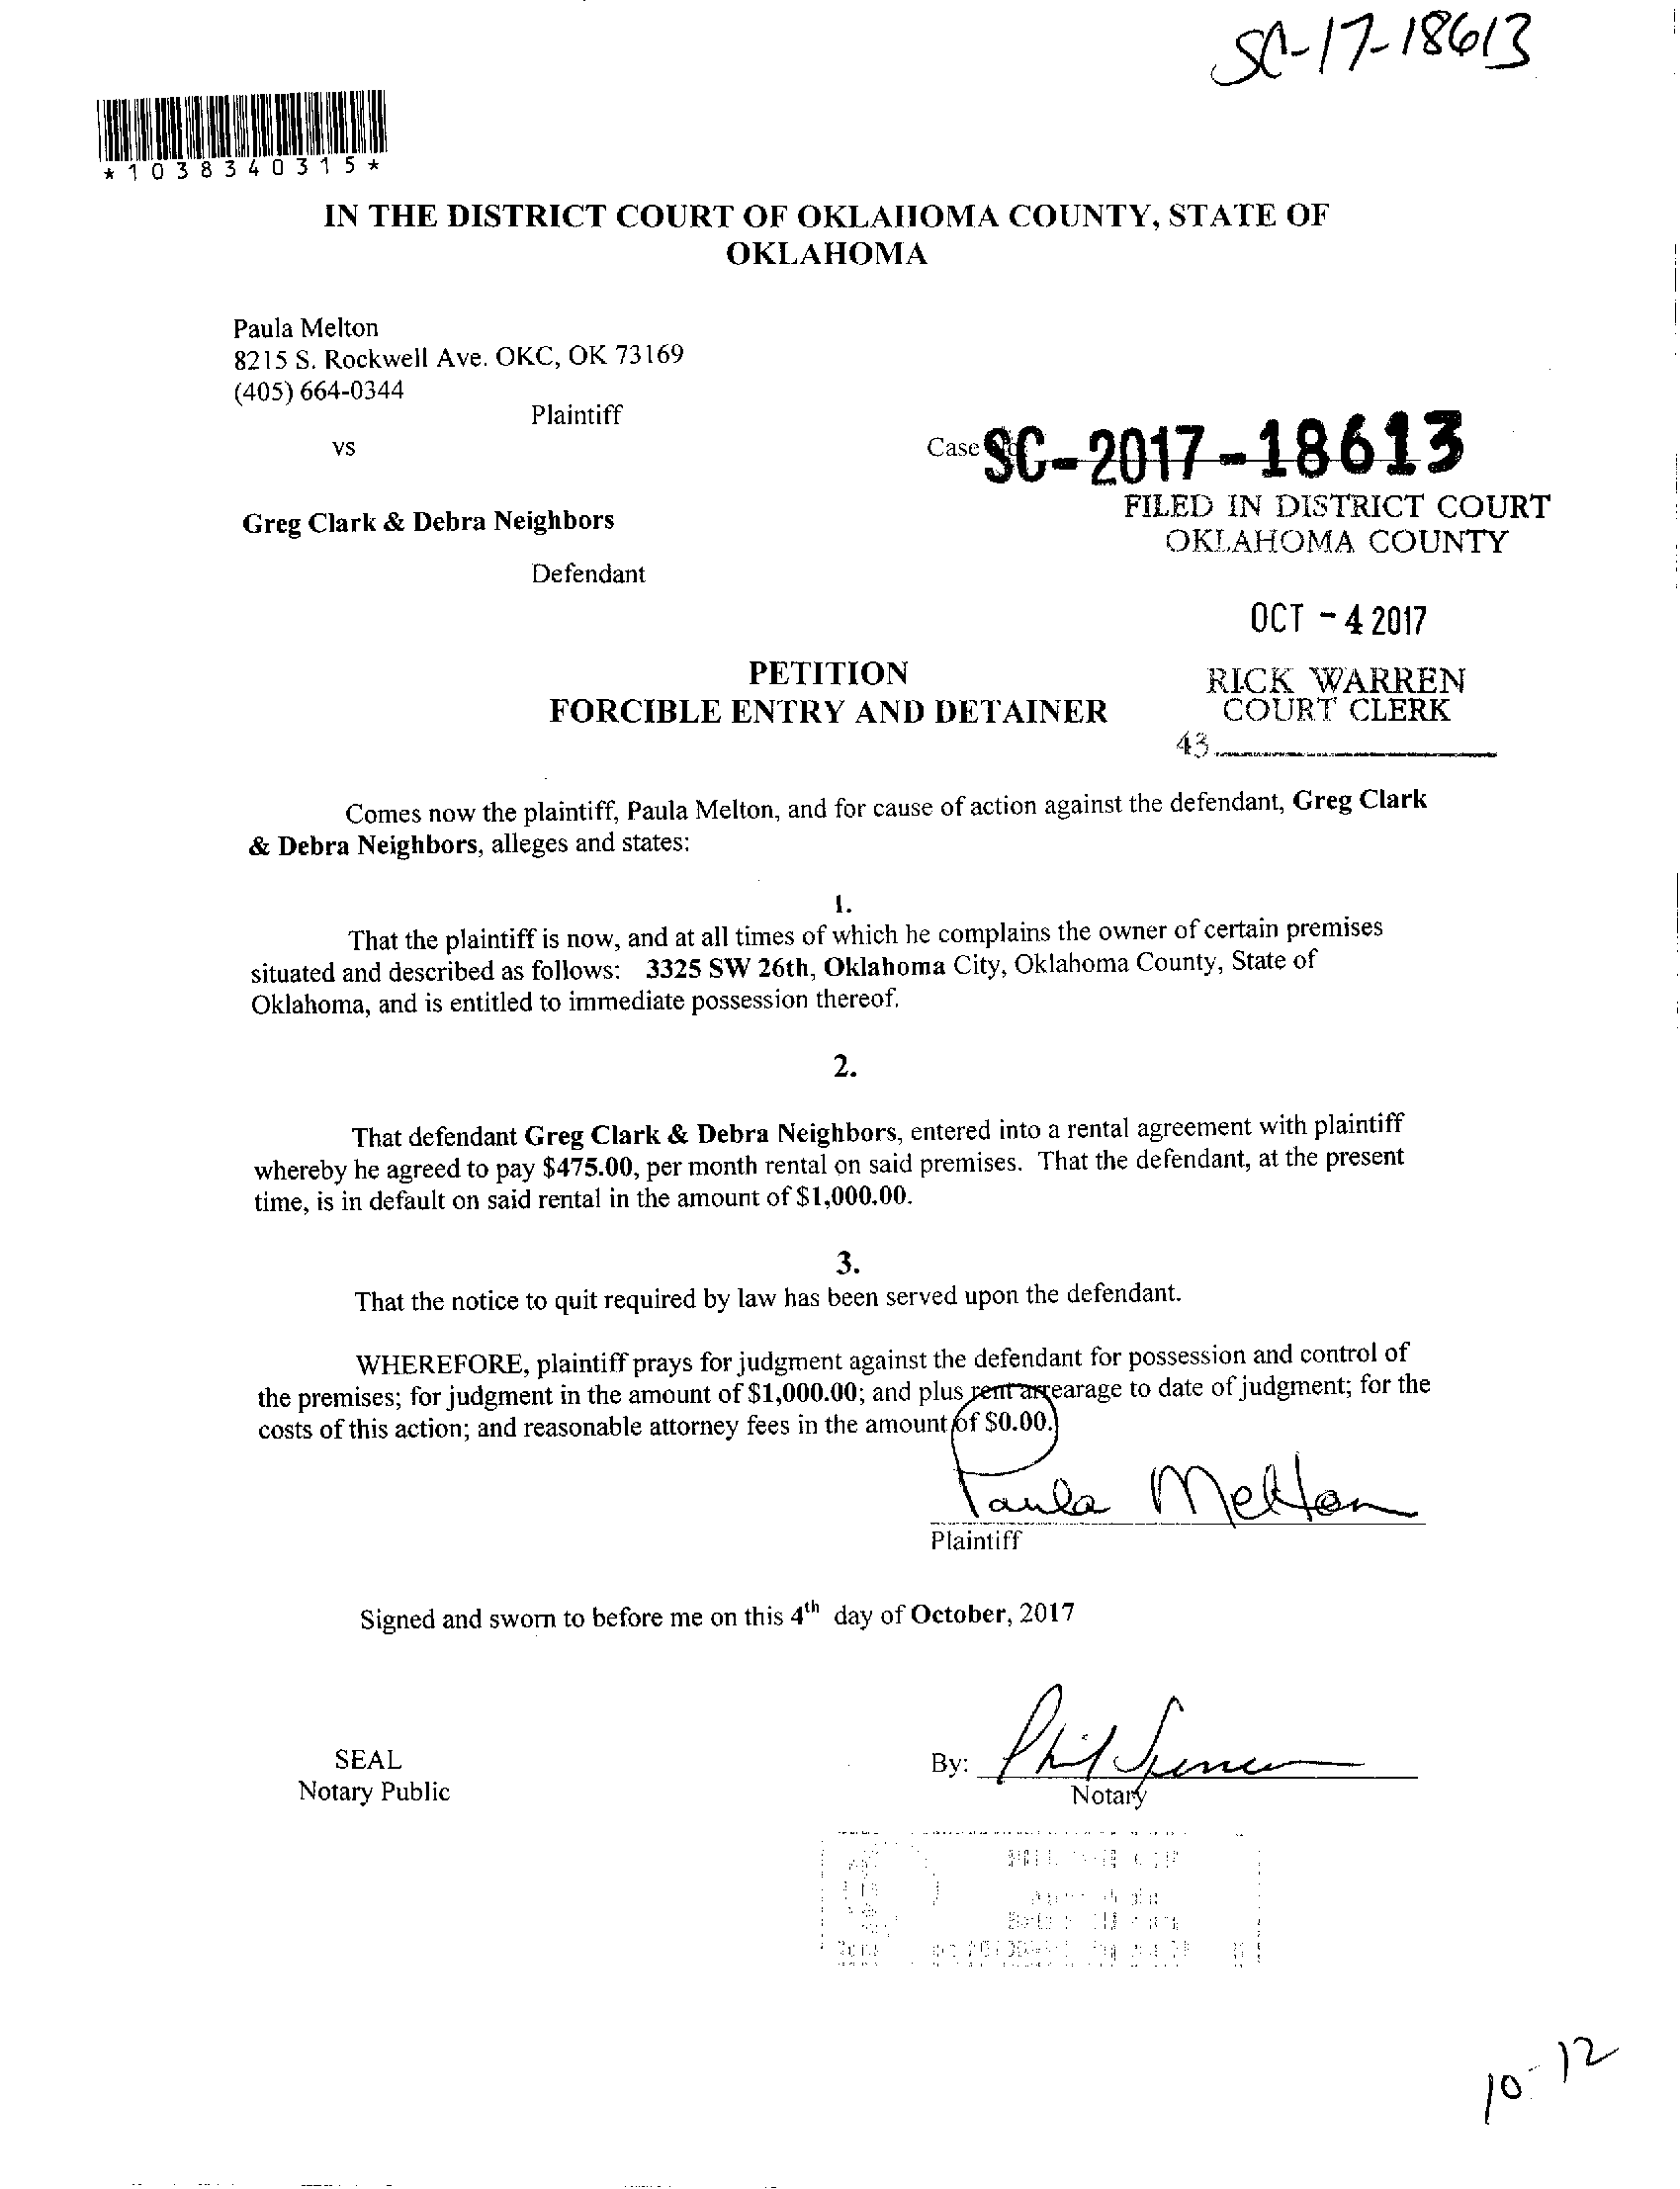 SC-17-18613
*1038340315*
IN THE DISTRICT COURT OF OKLAHOMA COUNTY, STATE OF
OKLAHOMA
Paula Melton
8215 S. Rockwell Ave. OKC, OK 73169
(405) 664-0344
Plaintiff
vs
Case SC-2017-18613
FILED IN DISTRICT COURT
OKLAHOMA COUNTY
Greg Clark & Debra Neighbors
Defendant
OCT - 4 2017
RICK WARREN
COURT CLERK
43
PETITION
FORCIBLE ENTRY AND DETAINER
Comes now the plaintiff, Paula Melton, and for cause of action against the defendant, Greg Clark
& Debra Neighbors, alleges and states:
1.
That the plaintiff is now, and at all times of which he complains the owner of certain premises
situated and described as follows: 3325 SW 26th, Oklahoma City, Oklahoma County, State of
Oklahoma, and is entitled to immediate possession thereof.
2.
That defendant Greg Clark & Debra Neighbors, entered into a rental agreement with plaintiff
whereby he agreed to pay $475.00, per month rental on said premises. That the defendant, at the present
time, is in default on said rental in the amount of $1,000.00.
3.
That the notice to quit required by law has been served upon the defendant.
WHEREFORE, plaintiff prays for judgment against the defendant for possession and control of
the premises; for judgment in the amount of $1,000.00; and plus rent arrearage to date of judgment; for the
costs of this action; and reasonable attorney fees in the amount of $0.00.
Paula Melton
Plaintiff
Signed and sworn to before me on this 4th day of October, 2017
SEAL
Notary Public
By: Phil Spencer
Notary
10-12